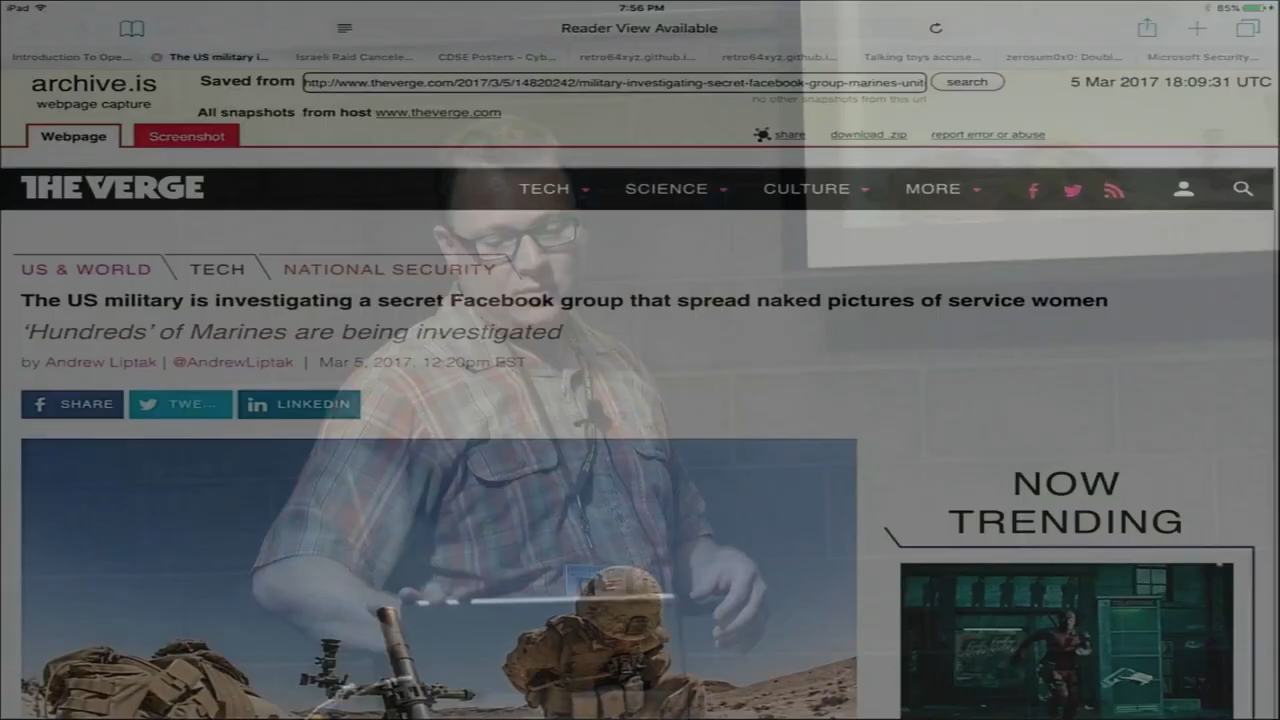 iPad 7:56 PM 85%
Reader View Available
Introduction To Ope... The US military i... Israeli Raid Cancele... CDSE Posters - Cyb... retro64xyz.github.i... retro64xyz.github.i... Talking toys accuse... zerosum0x0: Doubl... Microsoft Security...
archive.is Saved from http://www.theverge.com/2017/3/5/14820242/military-investigating-secret-facebook-group-marines-unit search 5 Mar 2017 18:09:31 UTC
webpage capture no other snapshots from this url
All snapshots from host www.theverge.com
Webpage Screenshot share download .zip report error or abuse
THE VERGE TECH SCIENCE CULTURE MORE
US & WORLD TECH NATIONAL SECURITY
The US military is investigating a secret Facebook group that spread naked pictures of service women
'Hundreds' of Marines are being investigated
by Andrew Liptak | @AndrewLiptak | Mar 5, 2017, 12:20pm EST
SHARE TWE... LINKEDIN
NOW
TRENDING